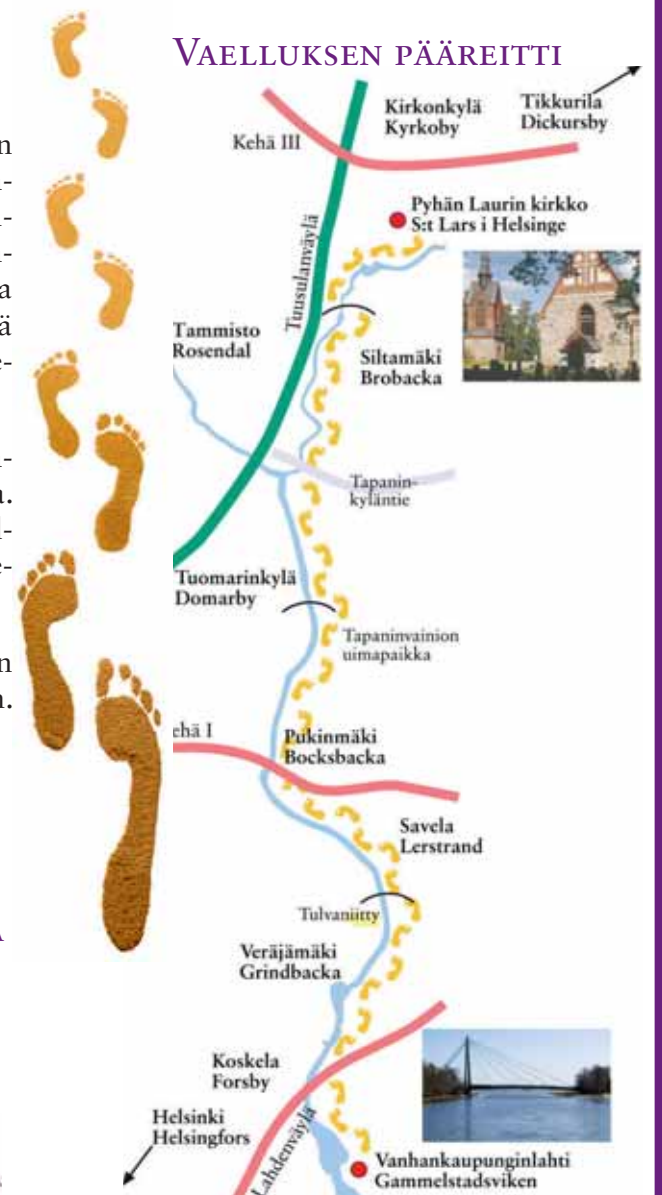 VAELLUKSEN PÄÄREITTI
Tikkurila
Dickursby
Kirkonkylä
Kyrkoby
Kehä III
Pyhän Laurin kirkko
S:t Lars i Helsinge
Tuusulanväylä
Tammisto
Rosendal
Siltamäki
Brobacka
Tapanin-
kyläntie
Tuomarinkylä
Domarby
Tapaninvainion
uimapaikka
ehä I
Pukinmäki
Bocksbacka
Savela
Lerstrand
Tulvaniitty
Veräjämäki
Grindbacka
Koskela
Forsby
Helsinki
Helsingfors
Lahdenväylä
Vanhankaupunginlahti
Gammelstadsviken